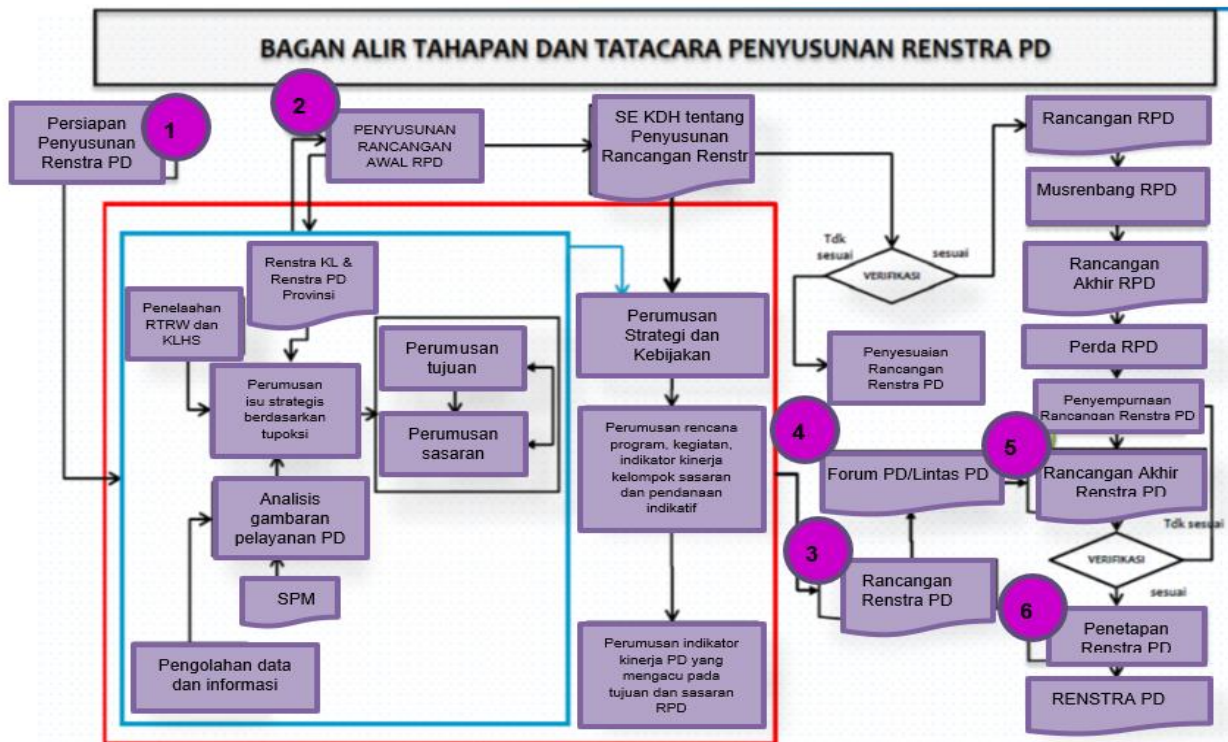 BAGAN ALIR TAHAPAN DAN TATACARA PENYUSUNAN RENSTRA PD
1
Persiapan
Penyusunan
Renstra PD
2
PENYUSUNAN
RANCANGAN
AWAL RPD
SE KDH tentang
Penyusunan
Rancangan Renstr
Rancangan RPD
Musrenbang RPD
Rancangan
Akhir RPD
Perda RPD
Penyempurnaan
Rancangan Renstra PD
Tdk
sesuai
sesuai
VERIFIKASI
Penyesuaian
Rancangan
Renstra PD
Renstra KL &
Renstra PD
Provinsi
Penelaahan
RTRW dan
KLHS
Perumusan
isu strategis
berdasarkan
tupoksi
Perumusan
tujuan
Perumusan
sasaran
Analisis
gambaran
pelayanan PD
SPM
Pengolahan data
dan informasi
Perumusan
Strategi dan
Kebijakan
Perumusan rencana
program, kegiatan,
indikator kinerja
kelompok sasaran
dan pendanaan
indikatif
Perumusan indikator
kinerja PD yang
mengacu pada
tujuan dan sasaran
RPD
3
Rancangan
Renstra PD
4
Forum PD/Lintas PD
5
Rancangan Akhir
Renstra PD
Tdk sesuai
VERIFIKASI
sesuai
6
Penetapan
Renstra PD
RENSTRA PD